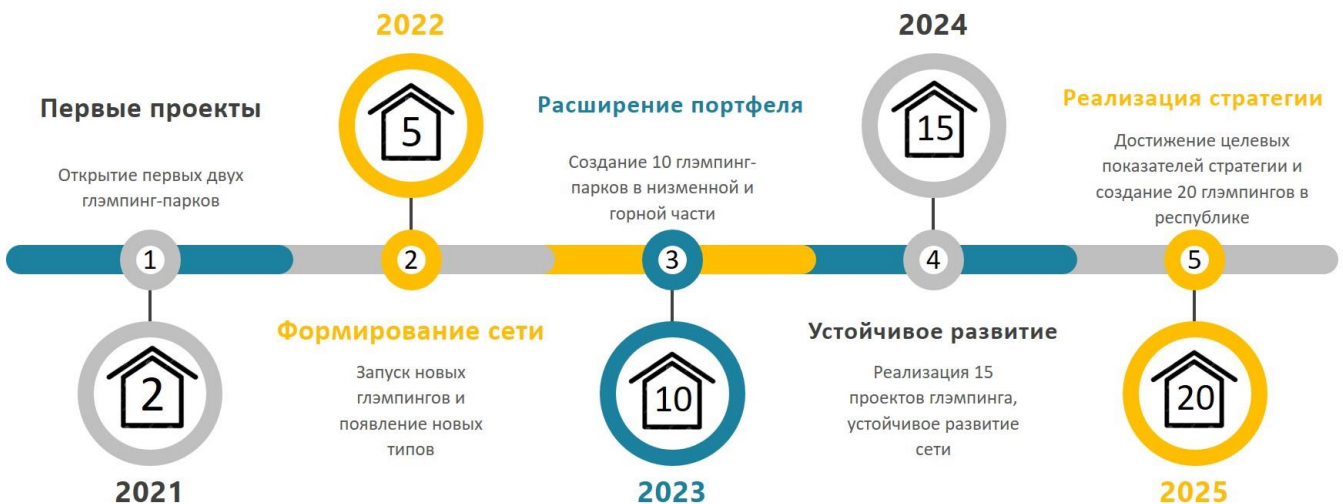 Первые проекты
Открытие первых двух
глэмпинг-парков
1
2
2021
2022
5
2
Формирование сети
Запуск новых
глэмпингов и
появление новых
типов
Расширение портфеля
Создание 10 глэмпинг-
парков в низменной и
горной части
3
10
2023
2024
15
4
Устойчивое развитие
Реализация 15
проектов глэмпинга,
устойчивое развитие
сети
Реализация стратегии
Достижение целевых
показателей стратегии и
создание 20 глэмпингов в
республике
5
20
2025